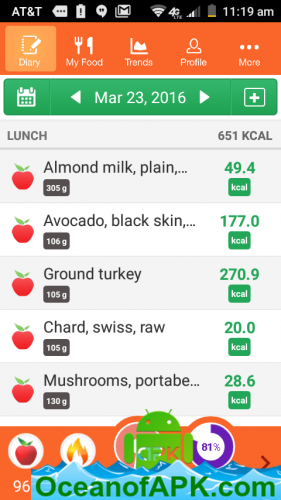 AT&T 4G LTE 11:19 am
Diary My Food Trends Profile More
Mar 23, 2016
LUNCH 651 KCAL
Almond milk, plain,... 49.4
305 g kcal
Avocado, black skin,... 177.0
106 g kcal
Ground turkey 270.9
105 g kcal
Chard, swiss, raw 20.0
105 g kcal
Mushrooms, portabe... 28.6
130 g kcal
81%
APK
96
OceanofAPK.com